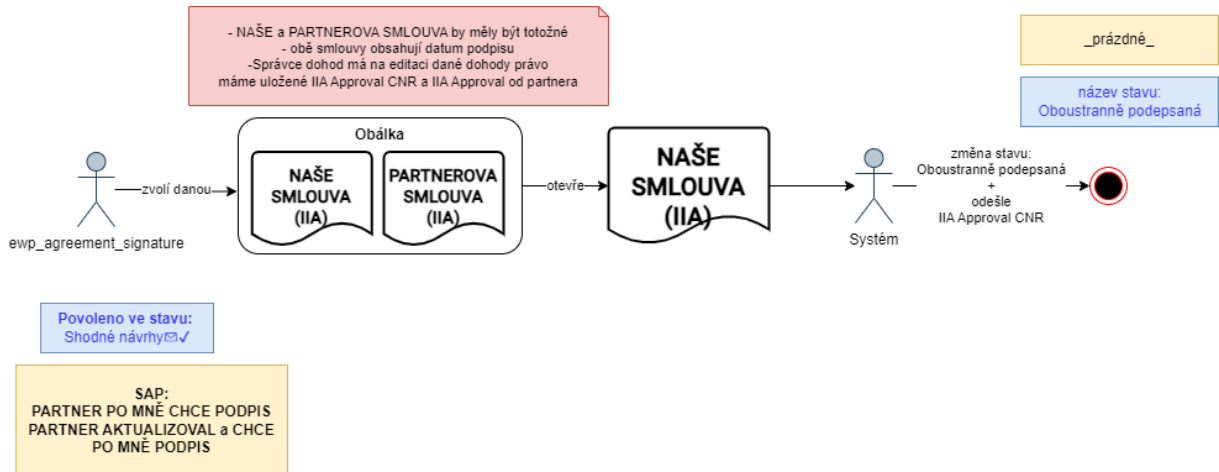 - NAŠE a PARTNEROVA SMLOUVA by měly být totožné
- obě smlouvy obsahují datum podpisu
-Správce dohod má na editaci dané dohody právo
máme uložené IIA Approval CNR a IIA Approval od partnera
_prázdné_
název stavu:
Oboustranně podepsaná
Obálka
NAŠE
SMLOUVA
(IIA)
PARTNEROVA
SMLOUVA
(IIA)
NAŠE
SMLOUVA
(IIA)
zvolí danou
otevře
změna stavu:
Oboustranně podepsaná
+
odešle
IIA Approval CNR
ewp_agreement_signature
Systém
Povoleno ve stavu:
Shodné návrhy✉✓
SAP:
PARTNER PO MNĚ CHCE PODPIS
PARTNER AKTUALIZOVAL a CHCE
PO MNĚ PODPIS